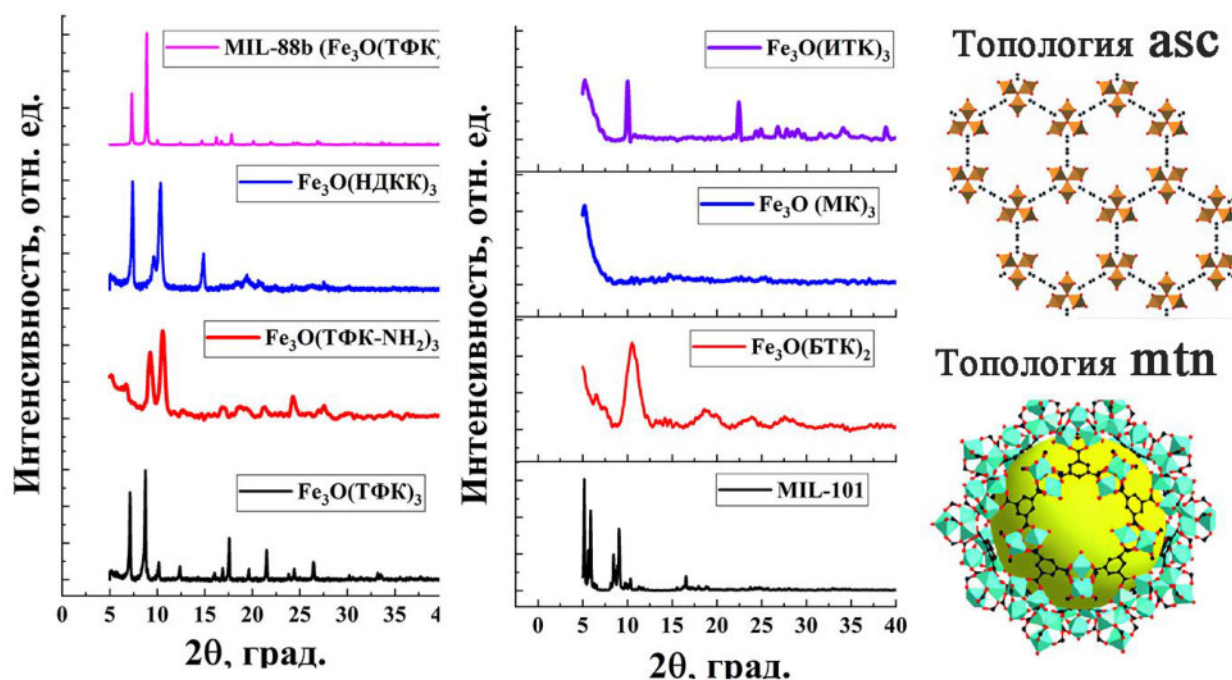 MIL-88b (Fe₃O(ТФК)
Fe₃O(НДКК)₃
Fe₃O(ТФК-NH₂)₃
Fe₃O(ТФК)₃
Интенсивность, отн. ед.
0 5 10 15 20 25 30 35 4
2θ, град.
Fe₃O(ИТК)₃
Fe₃O (МК)₃
Fe₃O(БТК)₂
MIL-101
Интенсивность, отн. ед.
0 5 10 15 20 25 30 35 40
2θ, град.
Топология asc
Топология mtn